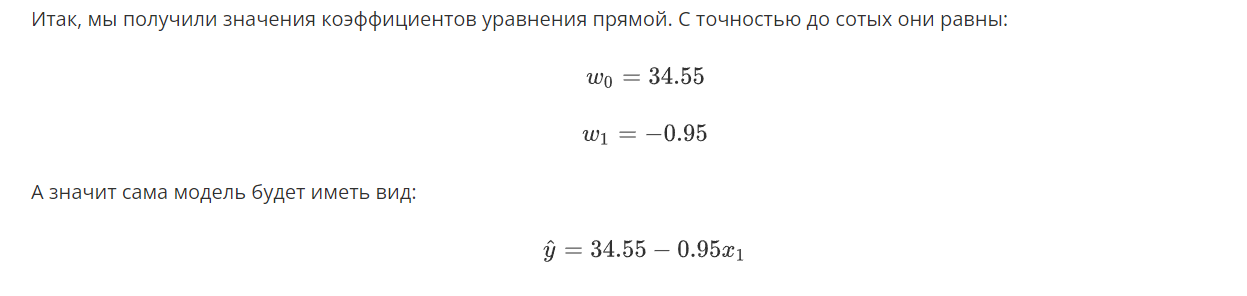 Итак, мы получили значения коэффициентов уравнения прямой. С точностью до сотых они равны:
w₀ = 34.55
w₁ = −0.95
А значит сама модель будет иметь вид:
ŷ = 34.55 − 0.95x₁